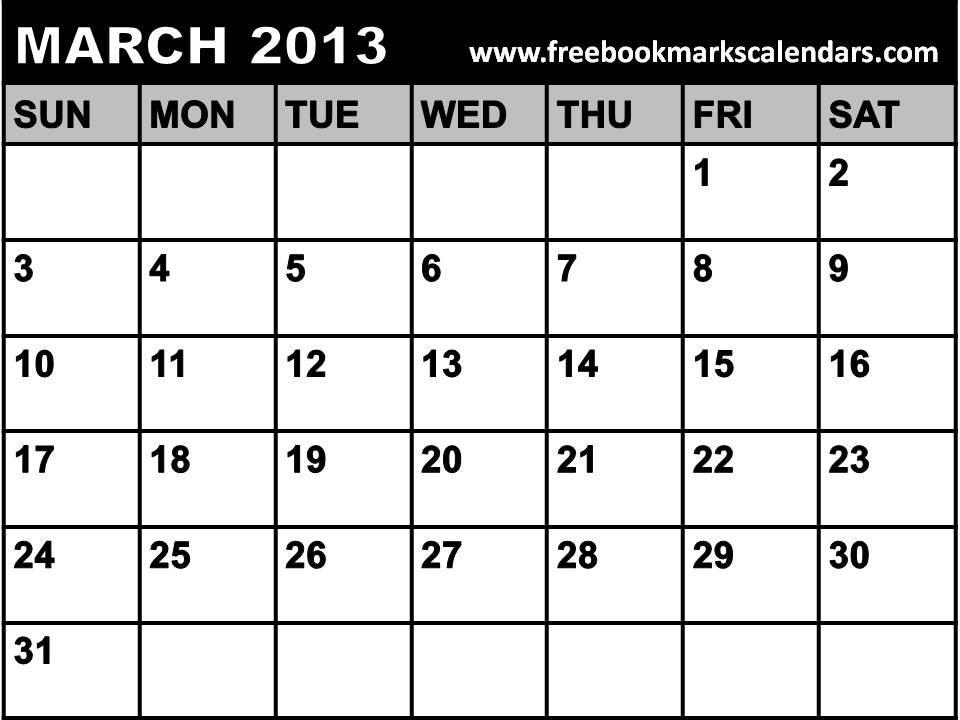 MARCH 2013 www.freebookmarkscalendars.com
SUN MON TUE WED THU FRI SAT
1 2
3 4 5 6 7 8 9
10 11 12 13 14 15 16
17 18 19 20 21 22 23
24 25 26 27 28 29 30
31